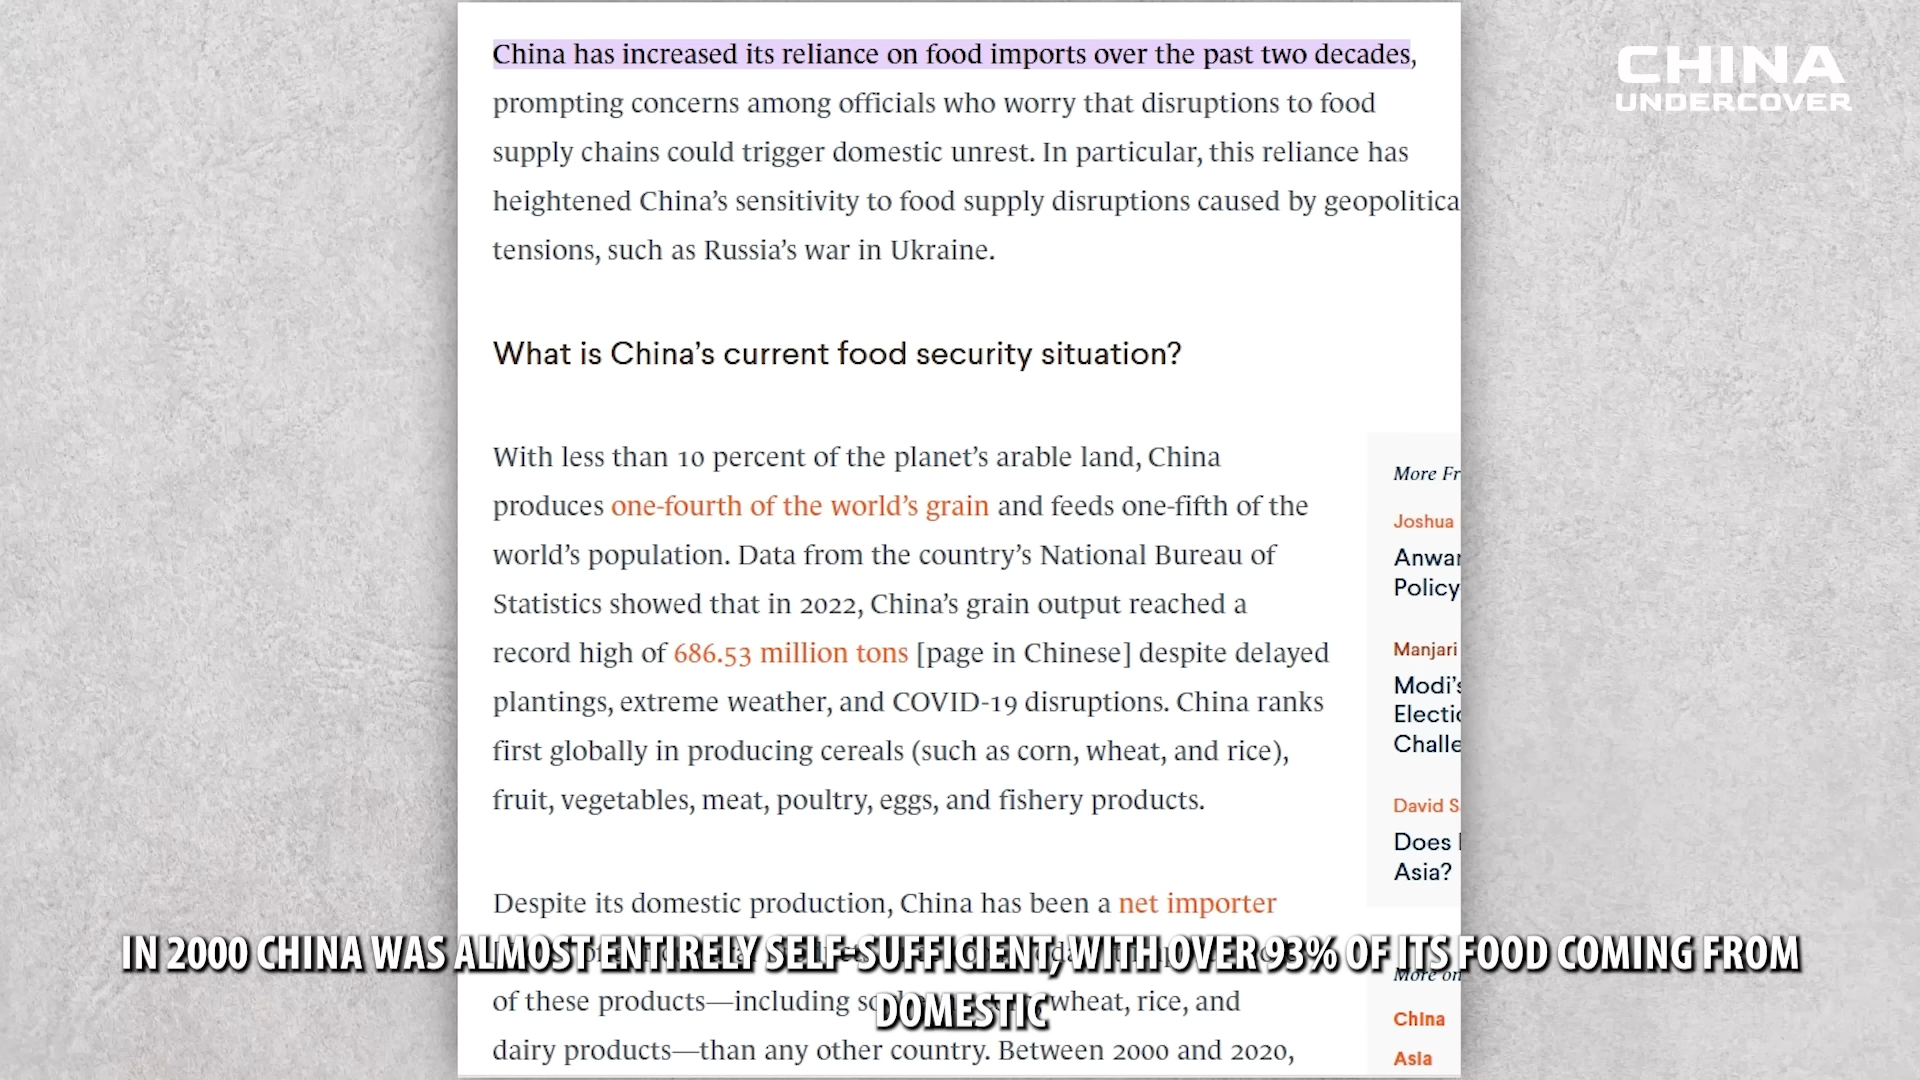 China has increased its reliance on food imports over the past two decades,
prompting concerns among officials who worry that disruptions to food
supply chains could trigger domestic unrest. In particular, this reliance has
heightened China’s sensitivity to food supply disruptions caused by geopolitica
tensions, such as Russia’s war in Ukraine.
CHINA
UNDERCOVER
What is China’s current food security situation?
With less than 10 percent of the planet’s arable land, China
produces one-fourth of the world’s grain and feeds one-fifth of the
world’s population. Data from the country’s National Bureau of
Statistics showed that in 2022, China’s grain output reached a
record high of 686.53 million tons [page in Chinese] despite delayed
plantings, extreme weather, and COVID-19 disruptions. China ranks
first globally in producing cereals (such as corn, wheat, and rice),
fruit, vegetables, meat, poultry, eggs, and fishery products.
Despite its domestic production, China has been a net importer
of these products—including wheat, rice, and
dairy products—than any other country. Between 2000 and 2020,
More Fr
Joshua
Anwar
Policy
Manjari
Modi’s
Electio
Challe
David S
Does
Asia?
More on
China
Asia
IN 2000 CHINA WAS ALMOST ENTIRELY SELF-SUFFICIENT, WITH OVER 93% OF ITS FOOD COMING FROM
DOMESTIC